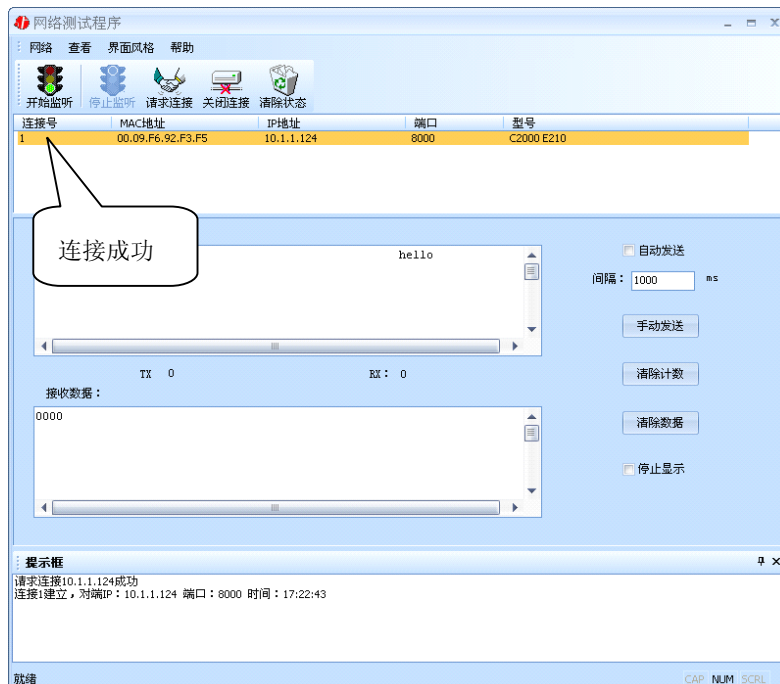 网络测试程序
网络 查看 界面风格 帮助
开始监听 停止监听 请求连接 关闭连接 清除状态
连接号 MAC地址 IP地址 端口 型号
1 00.09.F6.92.F3.F5 10.1.1.124 8000 C2000 E210
连接成功
hello
自动发送
间隔： 1000 ms
手动发送
TX 0 RX： 0
清除计数
接收数据：
0000
清除数据
停止显示
提示框
请求连接10.1.1.124成功
连接1建立，对端IP：10.1.1.124 端口：8000 时间：17:22:43
就绪 CAP NUM SCRL